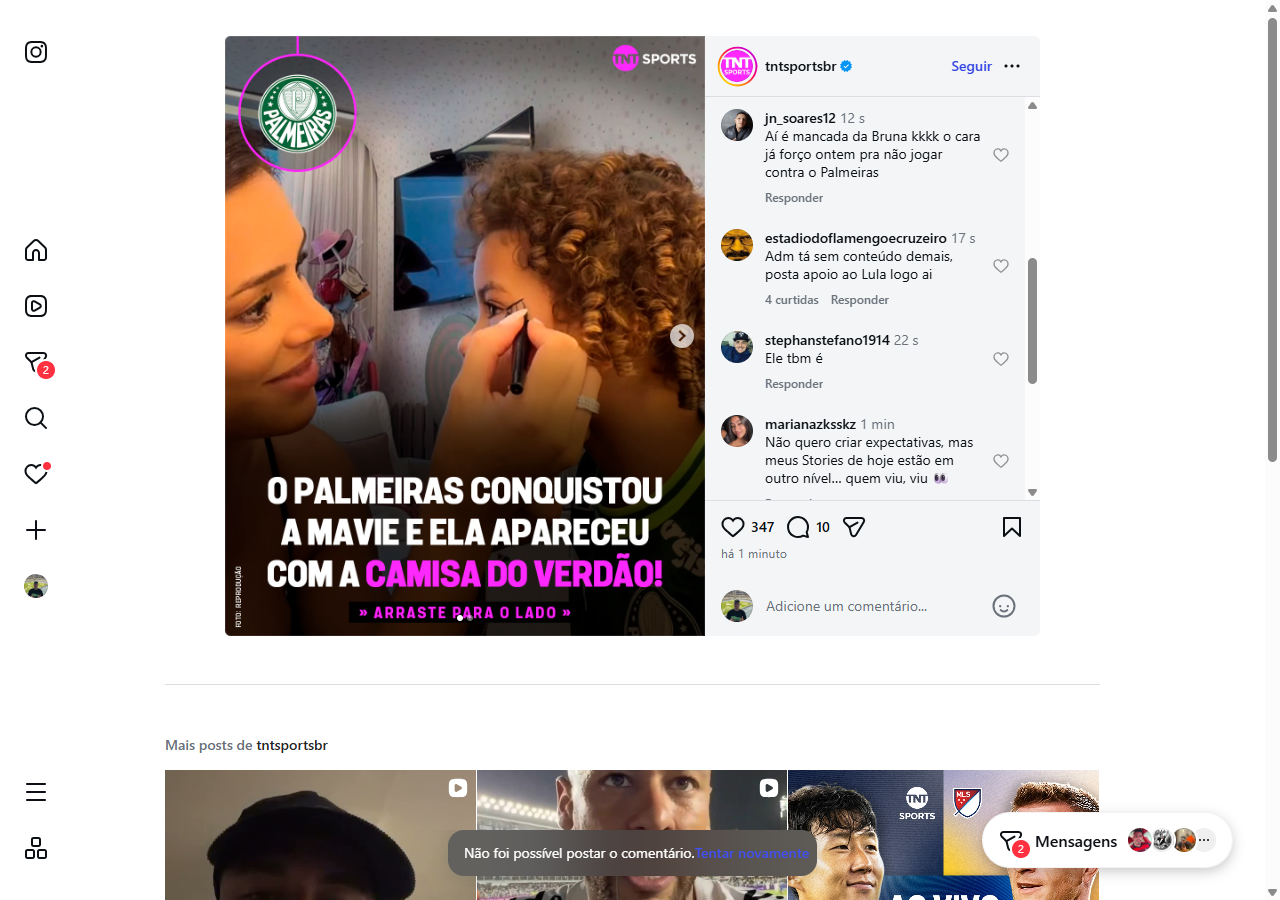 TNT SPORTS
PALMEIRAS
O PALMEIRAS CONQUISTOU
A MAVIE E ELA APARECEU
COM A CAMISA DO VERDÃO!
» ARRASTE PARA O LADO »
FOTO: REPRODUÇÃO
TNT SPORTS
tntsportsbr
Seguir
jn_soares12 12 s
Aí é mancada da Bruna kkkk o cara
já forço ontem pra não jogar
contra o Palmeiras
Responder
estadiodoflamengoecruzeiro 17 s
Adm tá sem conteúdo demais,
posta apoio ao Lula logo ai
4 curtidas Responder
stephanstefano1914 22 s
Ele tbm é
Responder
marianazksskz 1 min
Não quero criar expectativas, mas
meus Stories de hoje estão em
outro nível… quem viu, viu 👀
347 10
há 1 minuto
Adicione um comentário...
2
Mais posts de tntsportsbr
TNT SPORTS
MLS
AO VIVO
Não foi possível postar o comentário. Tentar novamente
2
Mensagens